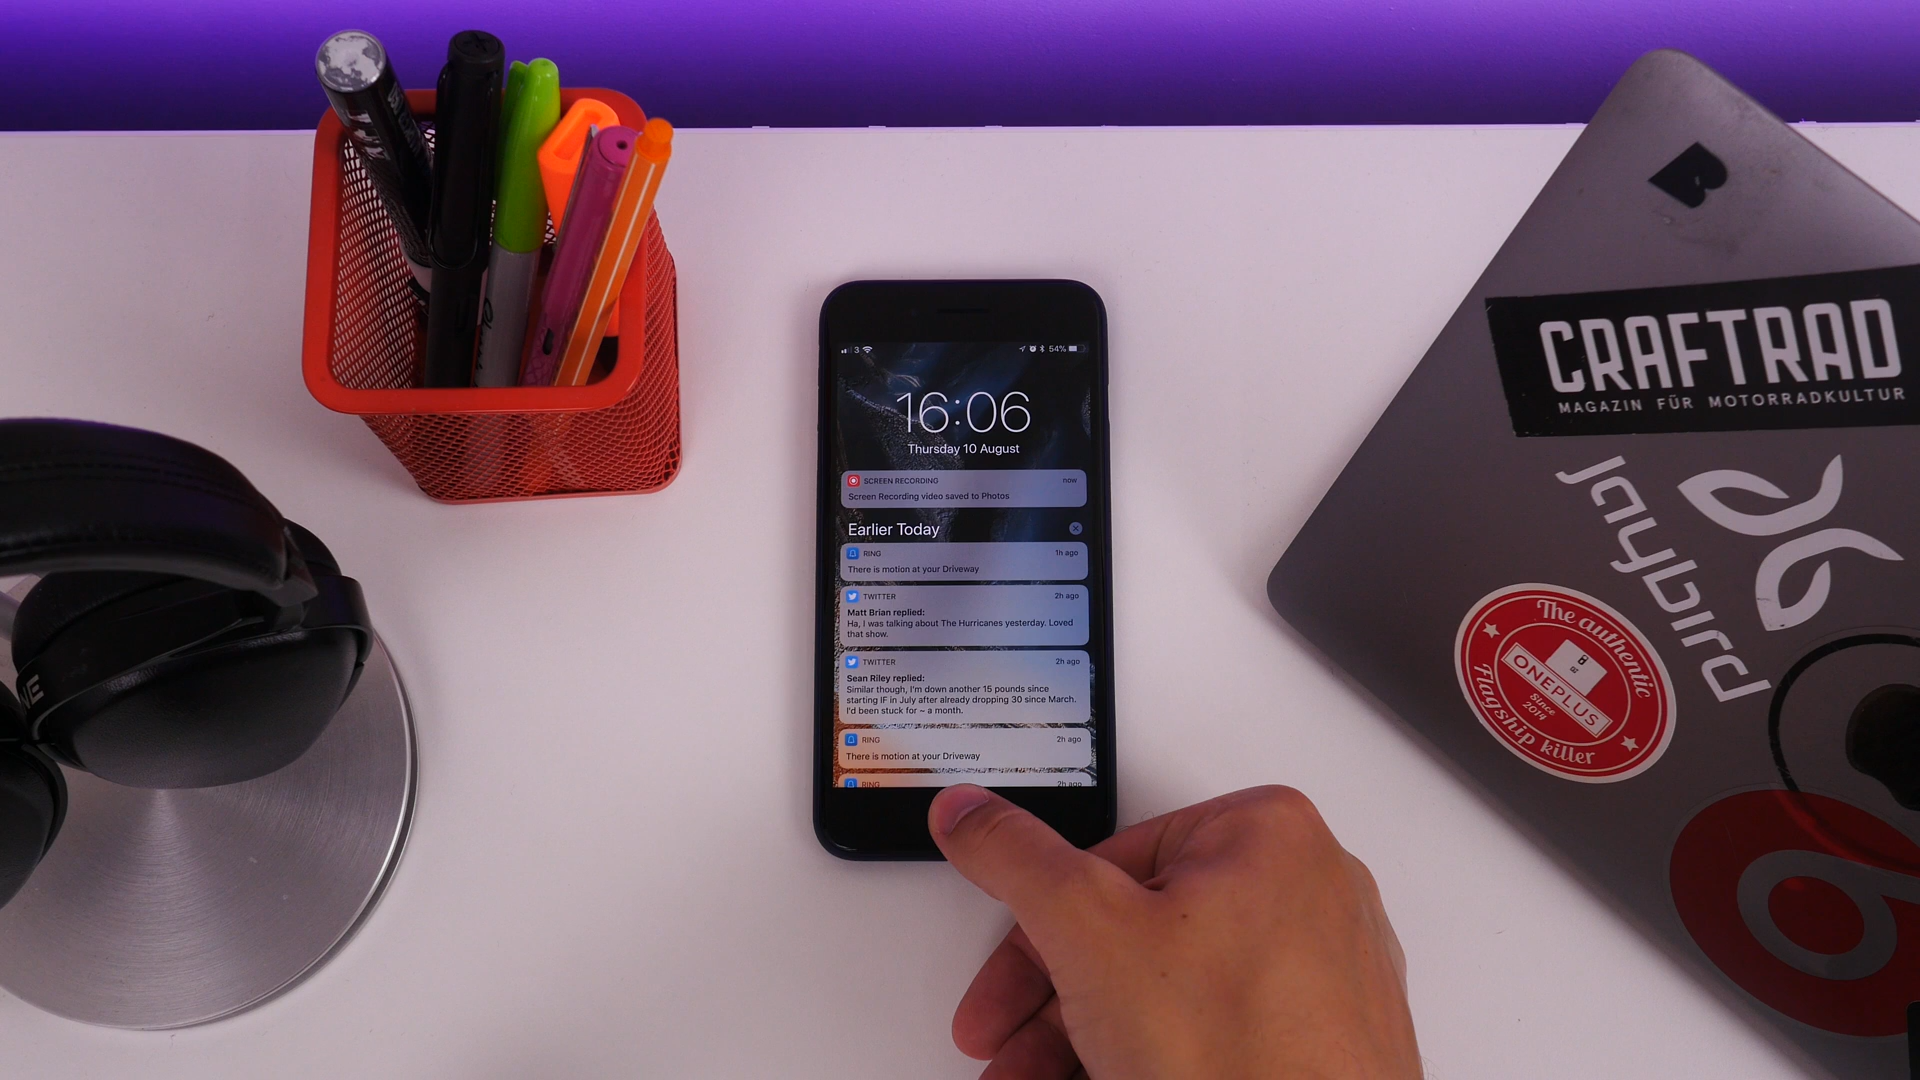 3
54%
16:06
Thursday 10 August
SCREEN RECORDING
now
Screen Recording video saved to Photos
Earlier Today
RING
1h ago
There is motion at your Driveway
TWITTER
2h ago
Matt Brian replied:
Ha, I was talking about The Hurricanes yesterday. Loved
that show.
TWITTER
2h ago
Sean Riley replied:
Similar though, I'm down another 15 pounds since
starting IF in July after already dropping 30 since March.
I'd been stuck for ~ a month.
RING
2h ago
There is motion at your Driveway
RING
2h ago
CRAFTRAD
MAGAZIN FÜR MOTORRADKULTUR
Jaybird
The authentic
ONEPLUS
Since
2014
Flagship killer
B